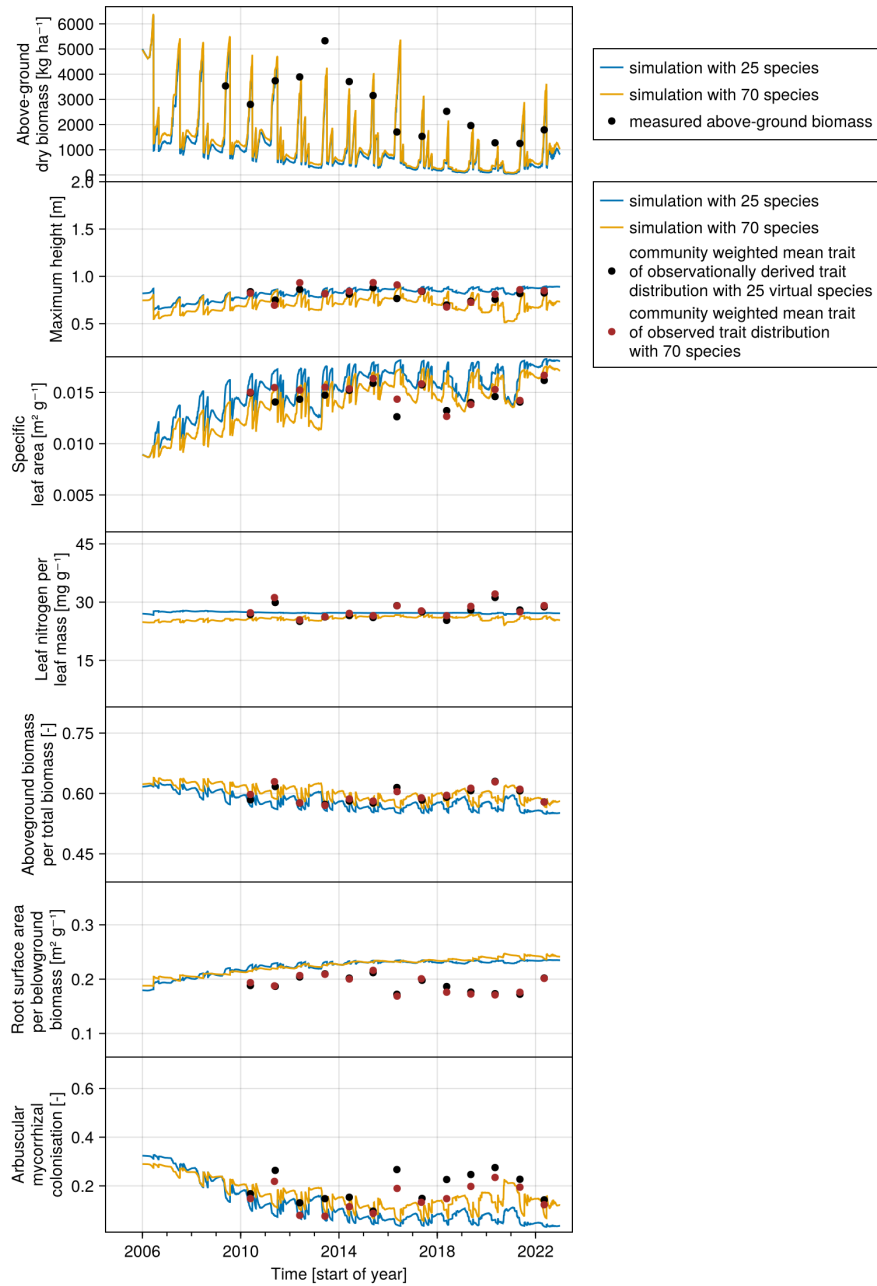 Above-ground
dry biomass [kg ha⁻¹]
6000
5000
4000
3000
2000
1000
0
simulation with 25 species
simulation with 70 species
measured above-ground biomass
Maximum height [m]
2.0
1.5
1.0
0.5
simulation with 25 species
simulation with 70 species
community weighted mean trait
of observationally derived trait
distribution with 25 virtual species
community weighted mean trait
of observed trait distribution
with 70 species
Specific
leaf area [m² g⁻¹]
0.015
0.010
0.005
Leaf nitrogen per
leaf mass [mg g⁻¹]
45
30
15
Aboveground biomass
per total biomass [-]
0.75
0.60
0.45
Root surface area
per belowground
biomass [m² g⁻¹]
0.3
0.2
0.1
Arbuscular
mycorrhizal
colonisation [-]
0.6
0.4
0.2
2006 2010 2014 2018 2022
Time [start of year]